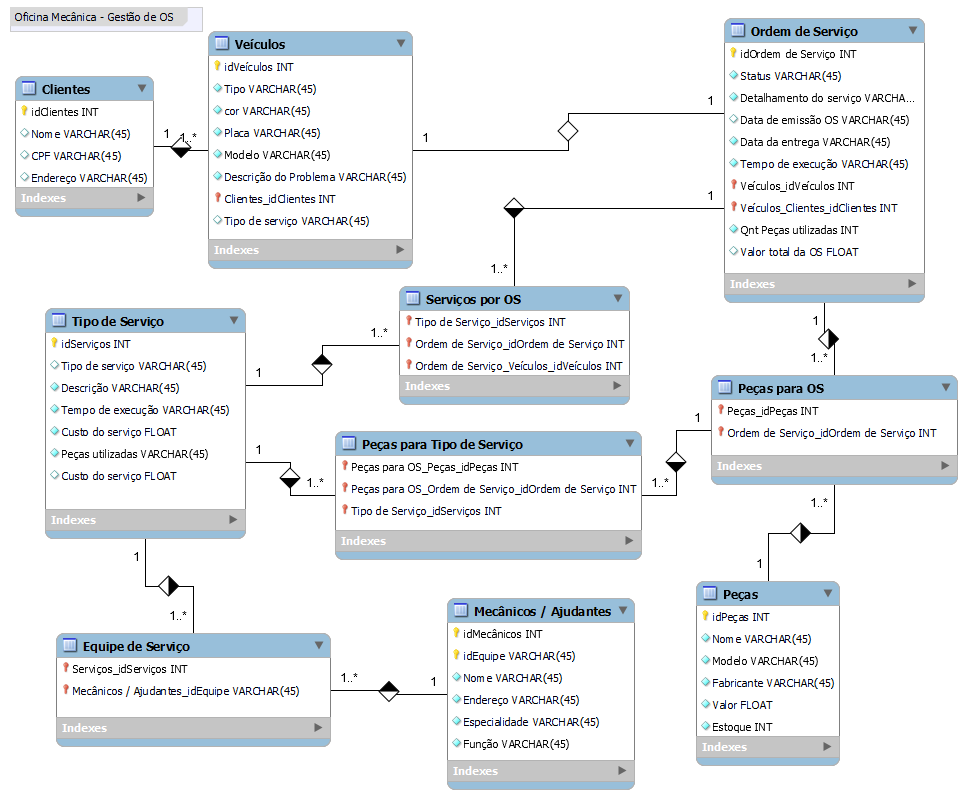 Oficina Mecânica - Gestão de OS
Clientes
idClientes INT
Nome VARCHAR(45)
CPF VARCHAR(45)
Endereço VARCHAR(45)
Indexes
1
1..*
Veículos
idVeículos INT
Tipo VARCHAR(45)
cor VARCHAR(45)
Placa VARCHAR(45)
Modelo VARCHAR(45)
Descrição do Problema VARCHAR(45)
Clientes_idClientes INT
Tipo de serviço VARCHAR(45)
Indexes
1
1
Ordem de Serviço
idOrdem de Serviço INT
Status VARCHAR(45)
Detalhamento do serviço VARCHA...
Data de emissão OS VARCHAR(45)
Data da entrega VARCHAR(45)
Tempo de execução VARCHAR(45)
Veículos_idVeículos INT
Veículos_Clientes_idClientes INT
Qnt Peças utilizadas INT
Valor total da OS FLOAT
Indexes
1
1..*
Serviços por OS
Tipo de Serviço_idServiços INT
Ordem de Serviço_idOrdem de Serviço INT
Ordem de Serviço_Veículos_idVeículos INT
Indexes
1
1..*
Tipo de Serviço
idServiços INT
Tipo de serviço VARCHAR(45)
Descrição VARCHAR(45)
Tempo de execução VARCHAR(45)
Custo do serviço FLOAT
Peças utilizadas VARCHAR(45)
Custo do serviço FLOAT
Indexes
1..*
1
1
1..*
Peças para Tipo de Serviço
Peças para OS_Peças_idPeças INT
Peças para OS_Ordem de Serviço_idOrdem de Serviço INT
Tipo de Serviço_idServiços INT
Indexes
1
1..*
Peças para OS
Peças_idPeças INT
Ordem de Serviço_idOrdem de Serviço INT
Indexes
1..*
1
Peças
idPeças INT
Nome VARCHAR(45)
Modelo VARCHAR(45)
Fabricante VARCHAR(45)
Valor FLOAT
Estoque INT
Indexes
1
1..*
Equipe de Serviço
Serviços_idServiços INT
Mecânicos / Ajudantes_idEquipe VARCHAR(45)
Indexes
1..*
1
Mecânicos / Ajudantes
idMecânicos INT
idEquipe VARCHAR(45)
Nome VARCHAR(45)
Endereço VARCHAR(45)
Especialidade VARCHAR(45)
Função VARCHAR(45)
Indexes